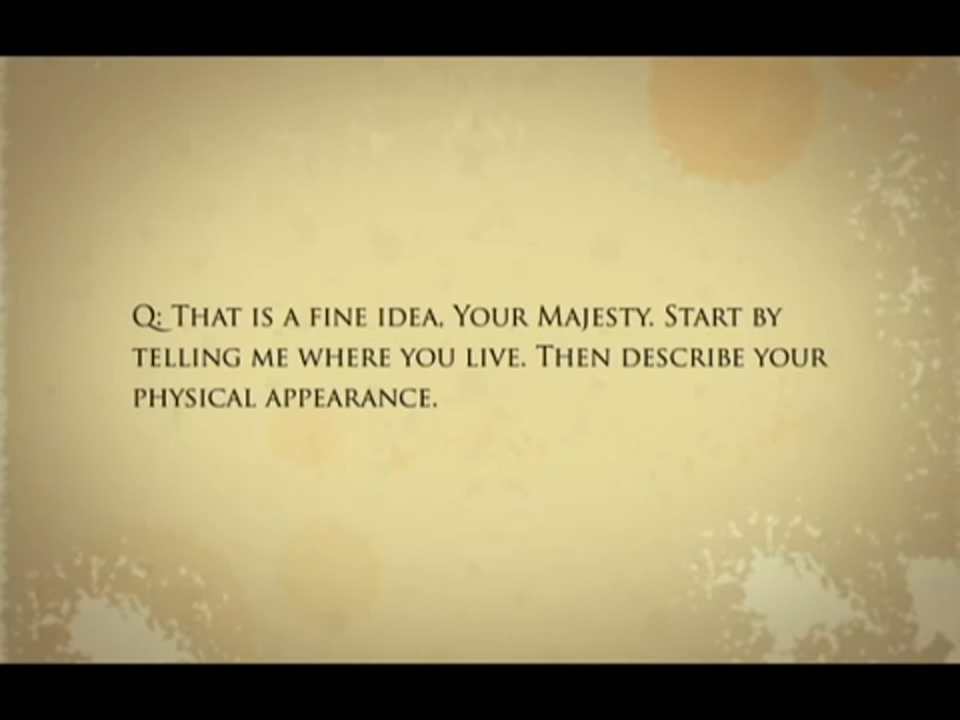 Q: That is a fine idea, Your Majesty. Start by
telling me where you live. Then describe your
physical appearance.